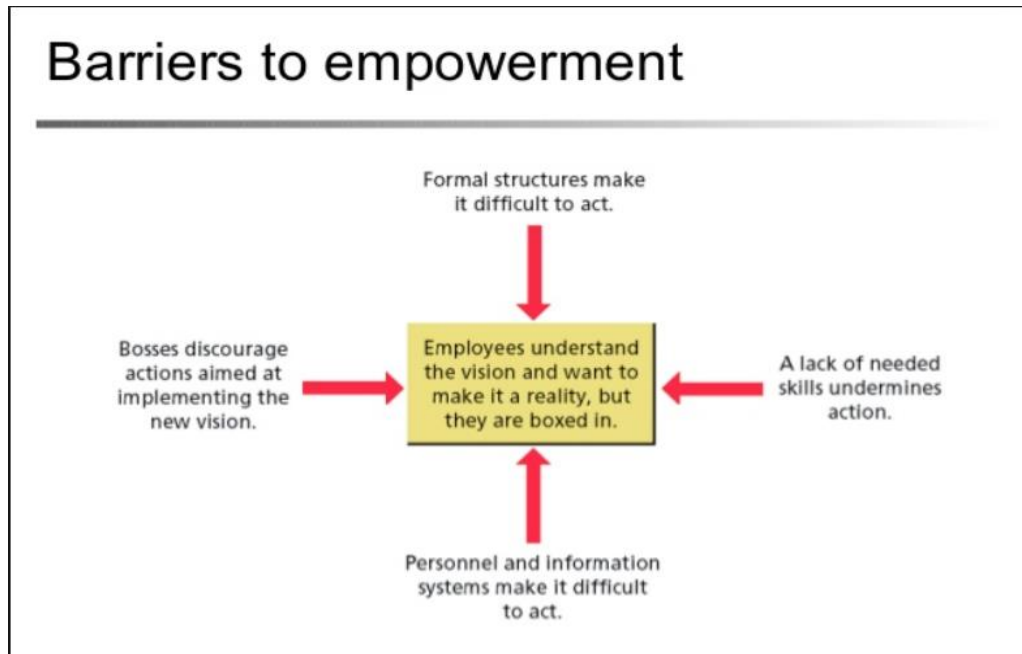 Barriers to empowerment
Formal structures make
it difficult to act.
Bosses discourage
actions aimed at
implementing the
new vision.
Employees understand
the vision and want to
make it a reality, but
they are boxed in.
A lack of needed
skills undermines
action.
Personnel and information
systems make it difficult
to act.